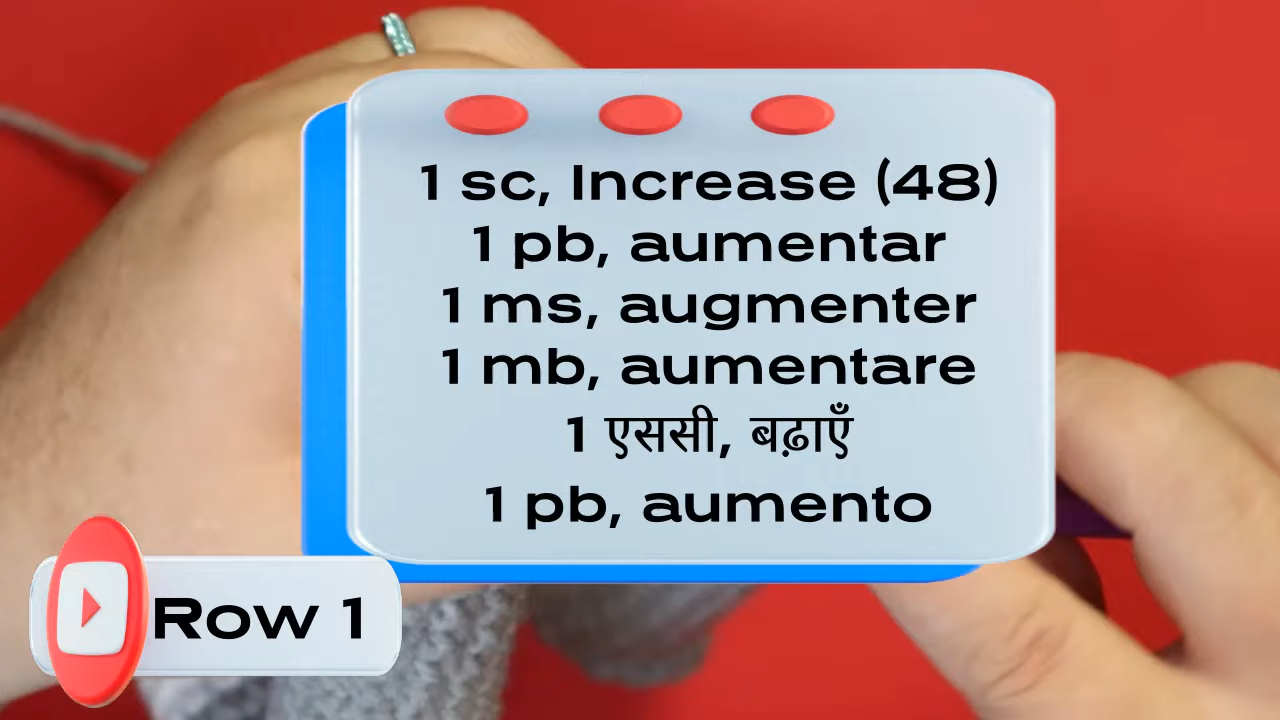 1 sc, Increase (48)
1 pb, aumentar
1 ms, augmenter
1 mb, aumentare
1 एससी, बढ़ाएँ
1 pb, aumento
Row 1